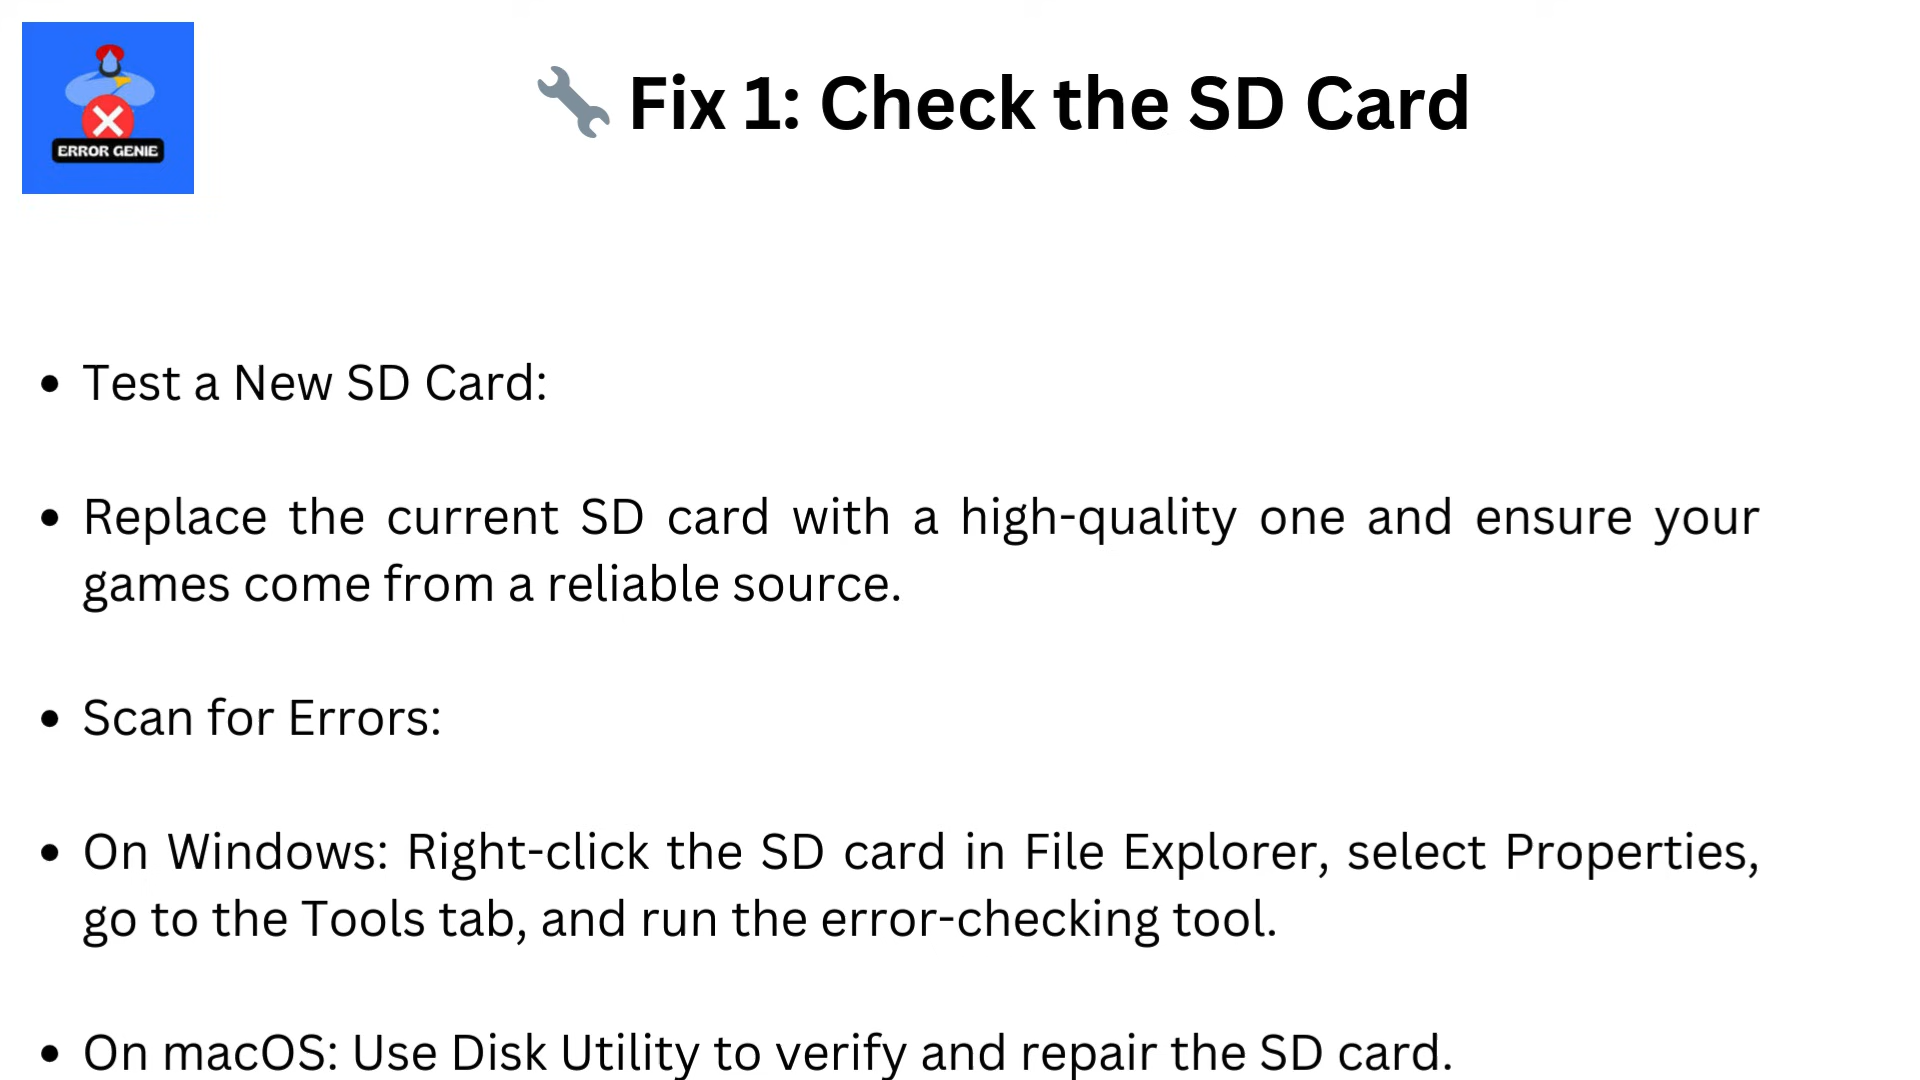 ERROR GENIE
🔧 Fix 1: Check the SD Card
• Test a New SD Card:
• Replace the current SD card with a high-quality one and ensure your
games come from a reliable source.
• Scan for Errors:
• On Windows: Right-click the SD card in File Explorer, select Properties,
go to the Tools tab, and run the error-checking tool.
• On macOS: Use Disk Utility to verify and repair the SD card.